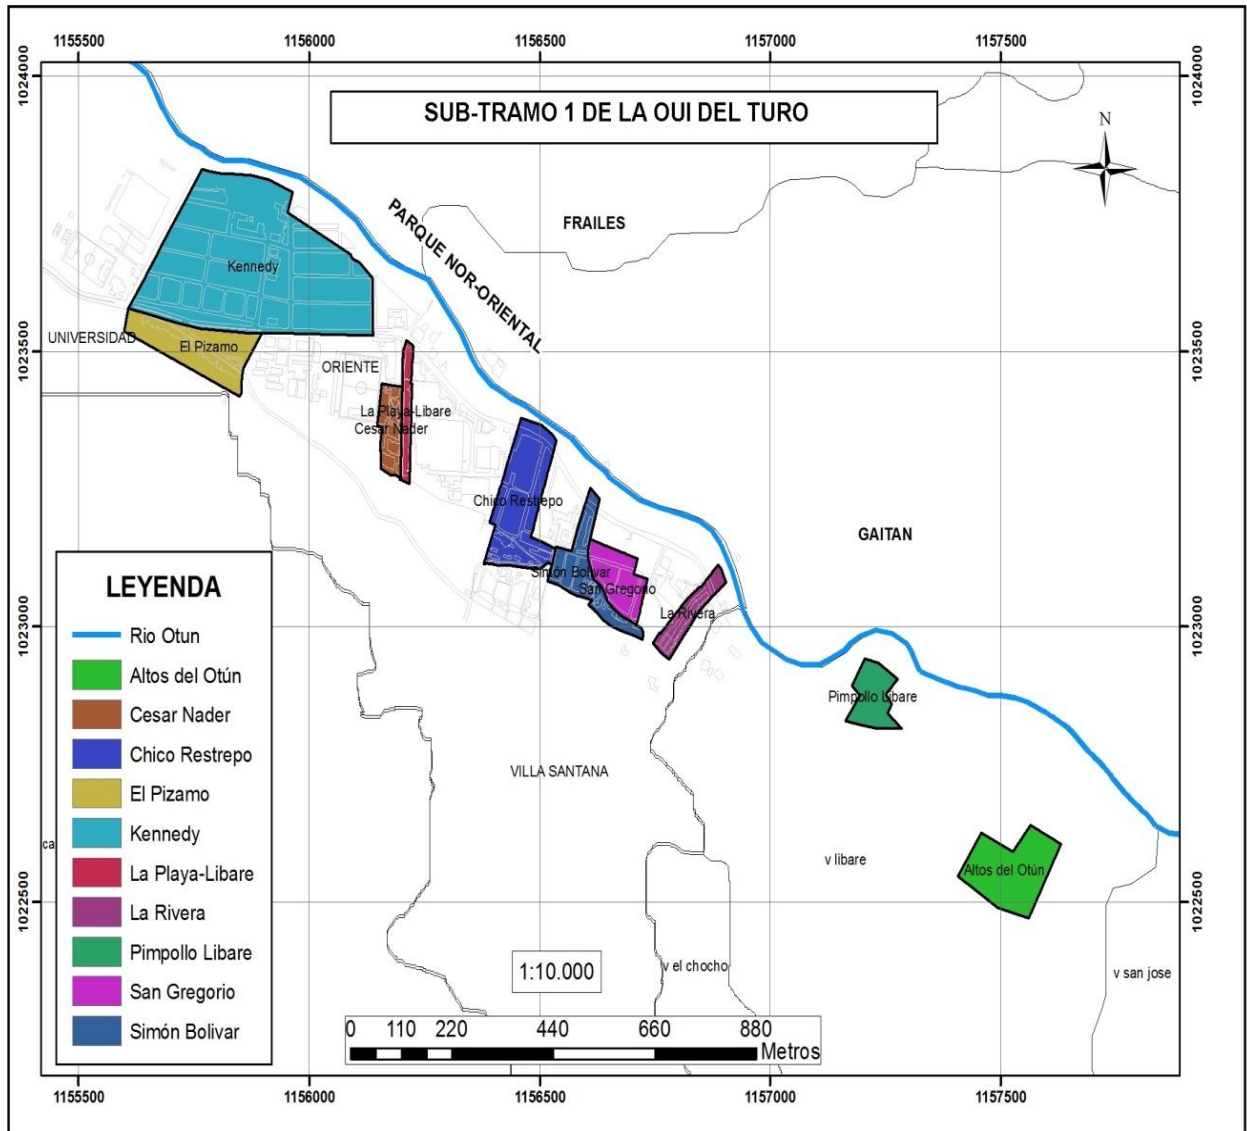 1155500 1156000 1156500 1157000 1157500
1024000 1024000
SUB-TRAMO 1 DE LA OUI DEL TURO
N
PARQUE NOR-ORIENTAL
FRAILES
Kennedy
1023500 1023500
UNIVERSIDAD
El Pizamo
ORIENTE
La Playa-Libare
Cesar Nader
Chico Restrepo
GAITAN
Simón Bolivar
San Gregorio
La Rivera
1023000 1023000
Pimpollo Libare
VILLA SANTANA
ca
v libare
Altos del Otún
1022500 1022500
v el chocho
v san jose
LEYENDA
Rio Otun
Altos del Otún
Cesar Nader
Chico Restrepo
El Pizamo
Kennedy
La Playa-Libare
La Rivera
Pimpollo Libare
San Gregorio
Simón Bolivar
1:10.000
0 110 220 440 660 880
Metros
1155500 1156000 1156500 1157000 1157500